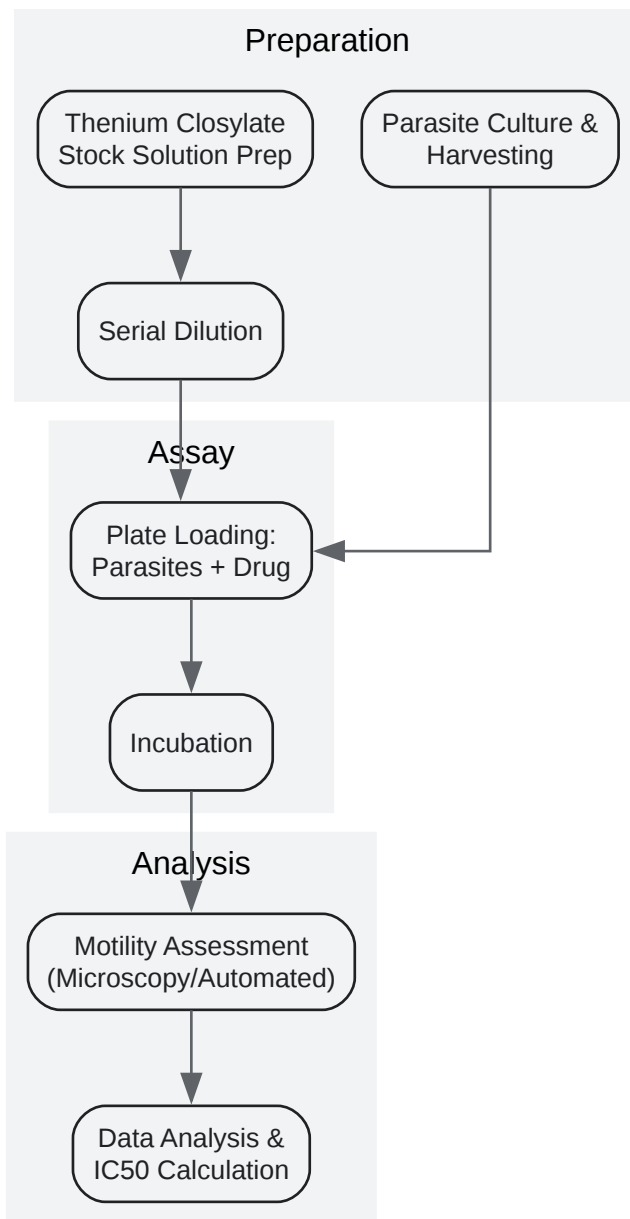 Preparation
Thenium Closylate
Stock Solution Prep
Parasite Culture &
Harvesting
Serial Dilution
Assay
Plate Loading:
Parasites + Drug
Incubation
Analysis
Motility Assessment
(Microscopy/Automated)
Data Analysis &
IC50 Calculation